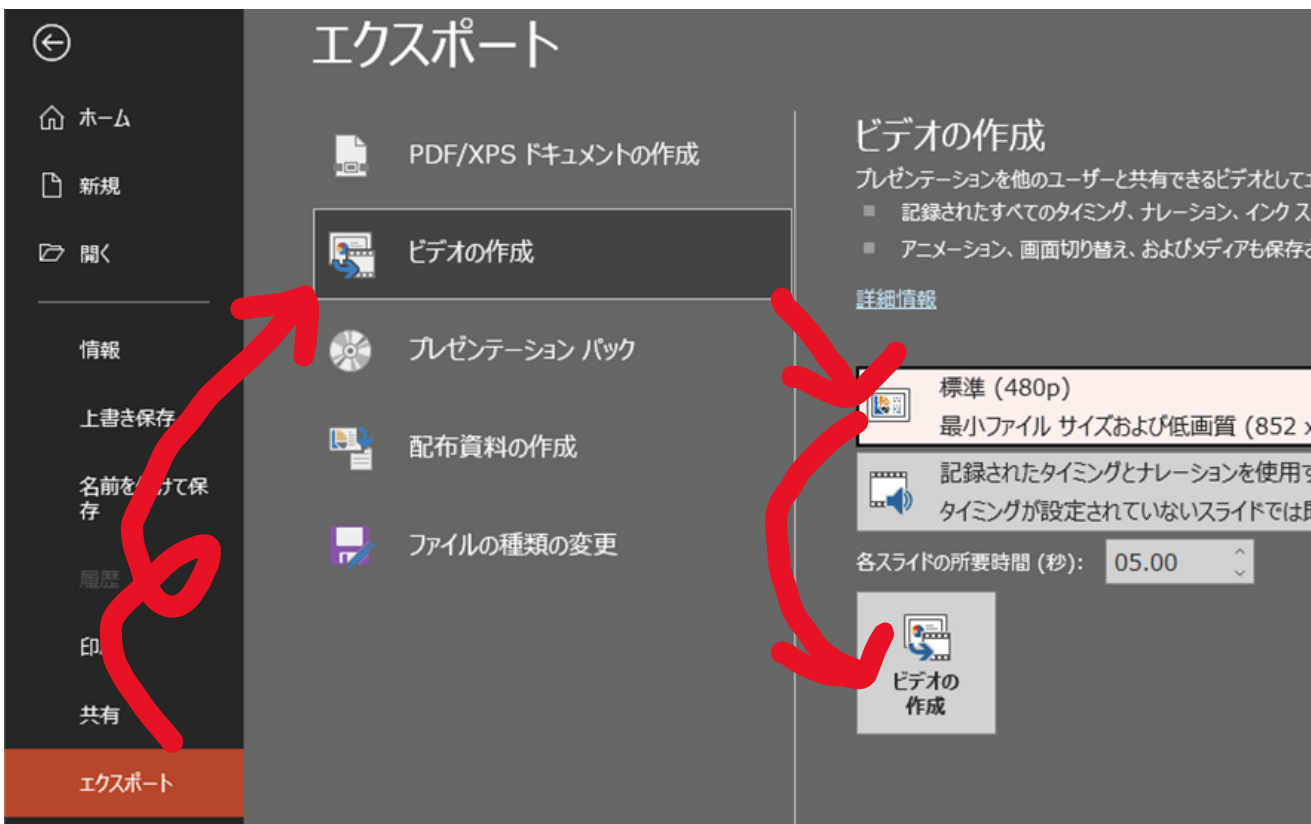 エクスポート
ホーム
新規
開く
情報
上書き保存
名前を付けて保
存
履歴
共有
エクスポート
PDF/XPS ドキュメントの作成
ビデオの作成
プレゼンテーション パック
配布資料の作成
ファイルの種類の変更
ビデオの作成
プレゼンテーションを他のユーザーと共有できるビデオとして
記録されたすべてのタイミング、ナレーション、インク ス
アニメーション、画面切り替え、およびメディアも保存さ
詳細情報
標準 (480p)
最小ファイル サイズおよび低画質 (852 x
記録されたタイミングとナレーションを使用す
タイミングが設定されていないスライドでは
各スライドの所要時間 (秒): 05.00
ビデオの
作成